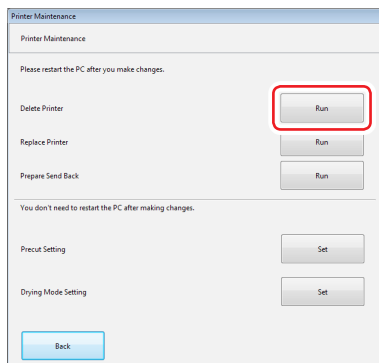 Printer Maintenance
Printer Maintenance
Please restart the PC after you make changes.
Delete Printer Run
Replace Printer Run
Prepare Send Back Run
You don't need to restart the PC after making changes.
Precut Setting Set
Drying Mode Setting Set
Back